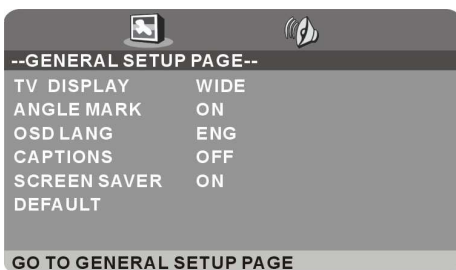 --GENERAL SETUP PAGE--
TV DISPLAY WIDE
ANGLE MARK ON
OSD LANG ENG
CAPTIONS OFF
SCREEN SAVER ON
DEFAULT
GO TO GENERAL SETUP PAGE